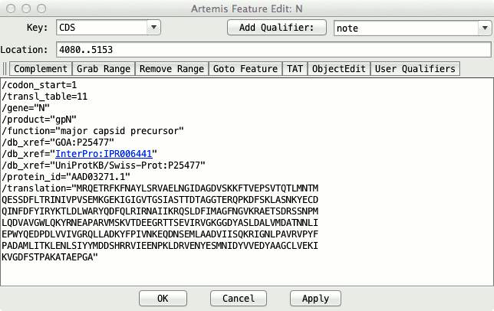 Artemis Feature Edit: N
Key: CDS Add Qualifier: note
Location: 4080..5153
Complement Grab Range Remove Range Goto Feature TAT ObjectEdit User Qualifiers
/codon_start=1
/transl_table=11
/gene="N"
/product="gpN"
/function="major capsid precursor"
/db_xref="GOA:P25477"
/db_xref="InterPro:IPR006441"
/db_xref="UniProtKB/Swiss-Prot:P25477"
/protein_id="AAD03271.1"
/translation="MRQETRFKFNAYLSRVAELNGIDAGDVSKKFTVEPSVTQTLMNTM
QESSDFLTRINIVPVSEMKGEKIGIGVTGSIASTTDTAGGTERQPKDFSKLASNKYECD
QINFDFYIRYKTLDLWARYQDFQLRIRNAIIKRQSLDFIMAGFNGVKRAETSDRSSNPM
LQDVAVGWLQKYRNEAPARVMSKVTDEEGRTTSEVIRVGKGGDYASLDALVMDATNNLI
EPWYQEDPDLVVIVGRQLLADKYFPIVNKEQDNSEMLAADVIISQKRIGNLPAVRVPYF
PADAMLITKLENLSIYYMDDSHRRVIEENPKLDRVENYESMNIDYVVEDYAAGCLVEKI
KVGDFSTPAKATAEPGA"
OK Cancel Apply